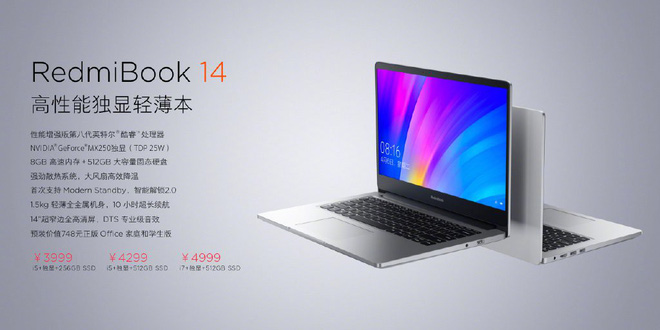 RedmiBook 14
高性能独显轻薄本
性能增强版第八代英特尔®酷睿™处理器
NVIDIA® GeForce® MX250独显 ( TDP 25W )
8GB 高速内存 + 512GB 大容量固态硬盘
强劲散热系统，大风扇高效降温
首次支持 Modern Standby，智能解锁2.0
1.5kg 轻薄全金属机身，10 小时超长续航
14"超窄边全高清屏，DTS 专业级音效
预装价值748元正版 Office 家庭和学生版
¥3999 ¥4299 ¥4999
i5+独显+256GB SSD i5+独显+512GB SSD i7+独显+512GB SSD
08:16